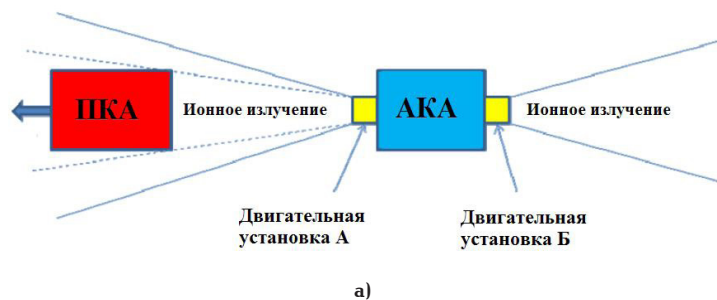 ПКА
Ионное излучение
АКА
Ионное излучение
Двигательная
установка А
Двигательная
установка Б
а)